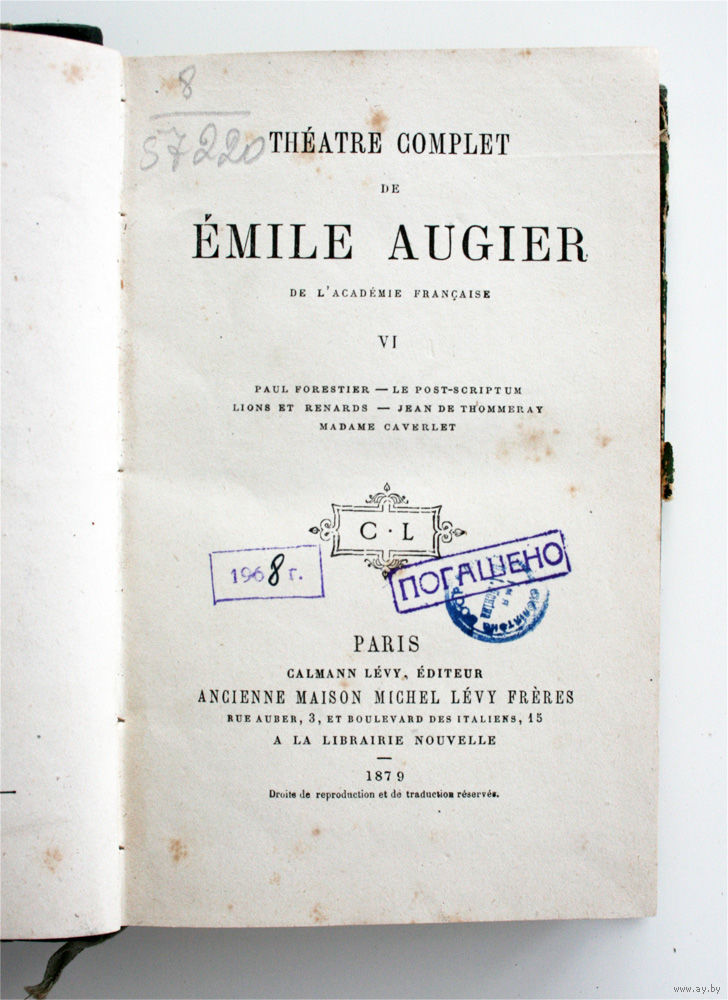 8
57220
THÉATRE COMPLET
DE
ÉMILE AUGIER
DE L'ACADÉMIE FRANÇAISE
VI
PAUL FORESTIER — LE POST-SCRIPTUM
LIONS ET RENARDS — JEAN DE THOMMERAY
MADAME CAVERLET
C · L
1968 г.
ПОГАШЕНО
PARIS
CALMANN LÉVY, ÉDITEUR
ANCIENNE MAISON MICHEL LÉVY FRÈRES
RUE AUBER, 3, ET BOULEVARD DES ITALIENS, 15
A LA LIBRAIRIE NOUVELLE
1879
Droits de reproduction et de traduction réservés.
www.ay.by